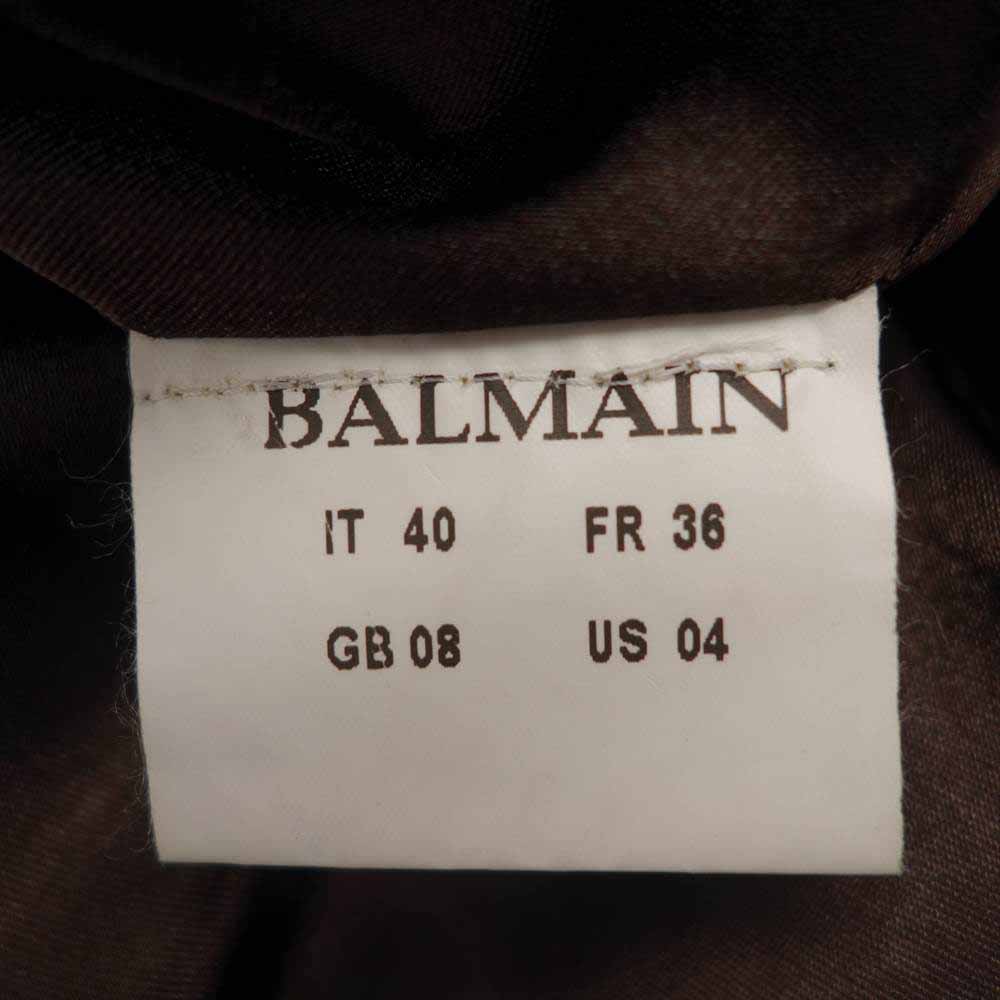 BALMAIN
IT 40 FR 36
GB 08 US 04